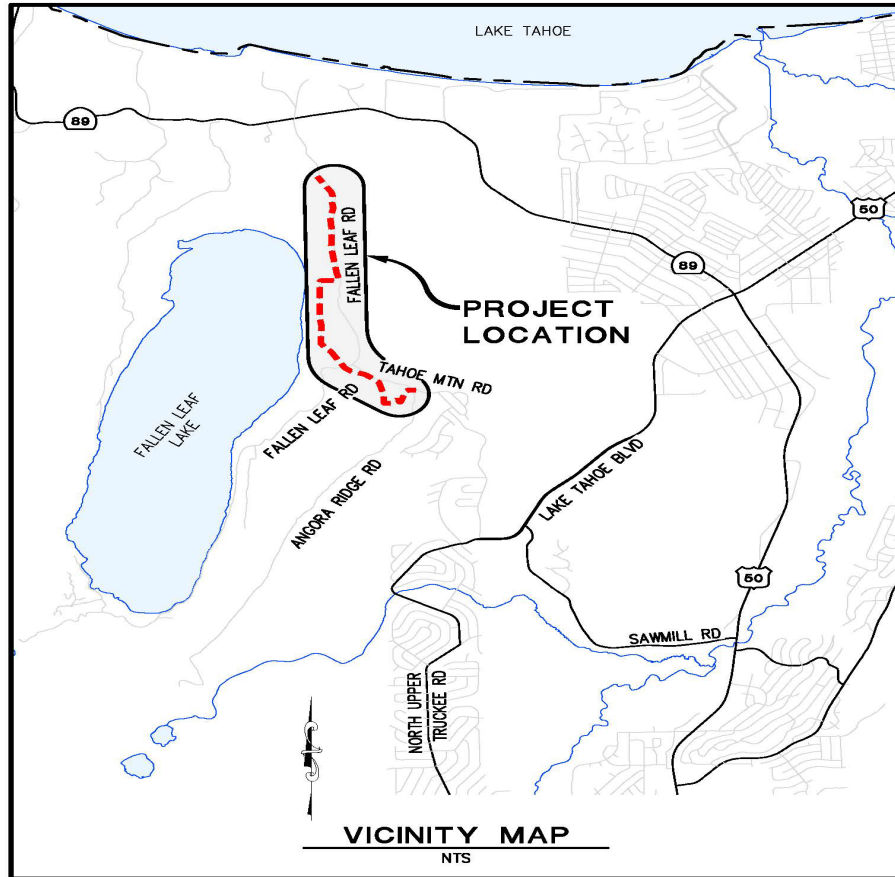 LAKE TAHOE
89
50
FALLEN LEAF RD
89
PROJECT
LOCATION
TAHOE MTN RD
FALLEN LEAF
LAKE
FALLEN LEAF RD
ANGORA RIDGE RD
LAKE TAHOE BLVD
50
SAWMILL RD
NORTH UPPER
TRUCKEE RD
VICINITY MAP
NTS